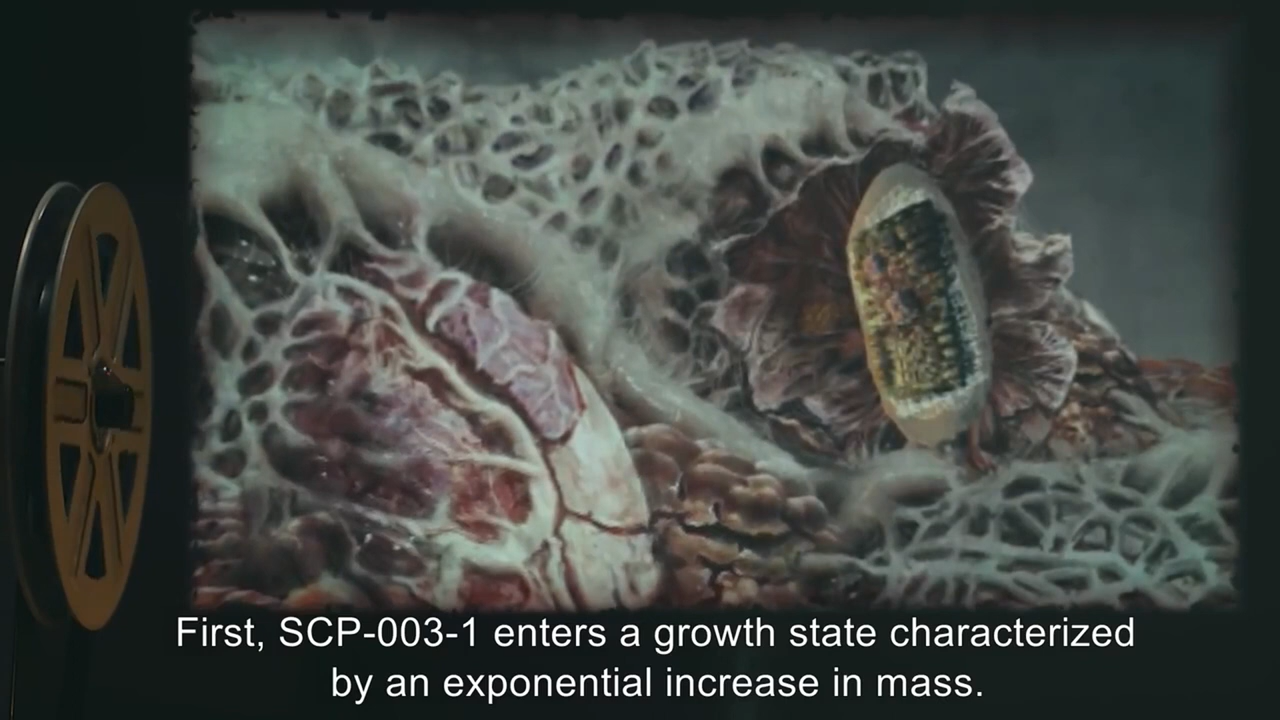 First, SCP-003-1 enters a growth state characterized
by an exponential increase in mass.